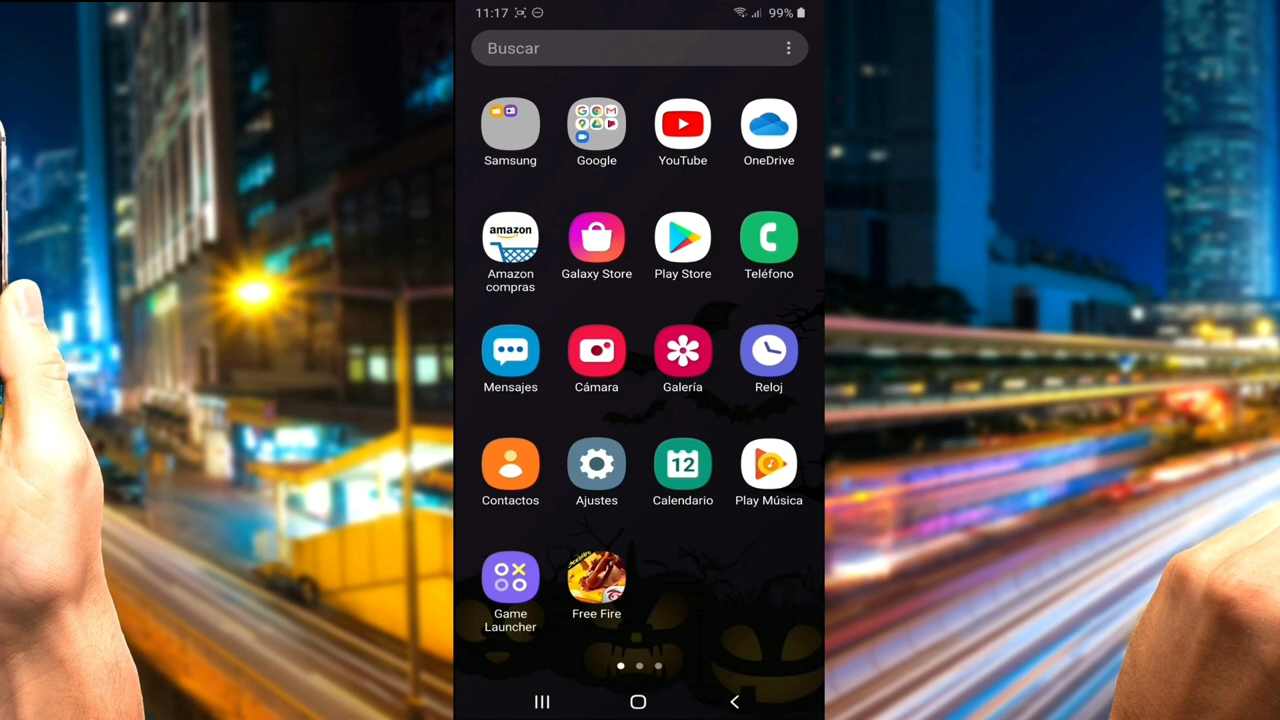 11:17
99%
Buscar
Samsung
Google
YouTube
OneDrive
amazon
Amazon
compras
Galaxy Store
Play Store
Teléfono
Mensajes
Cámara
Galería
Reloj
Contactos
Ajustes
12
Calendario
Play Música
Game
Launcher
Free Fire